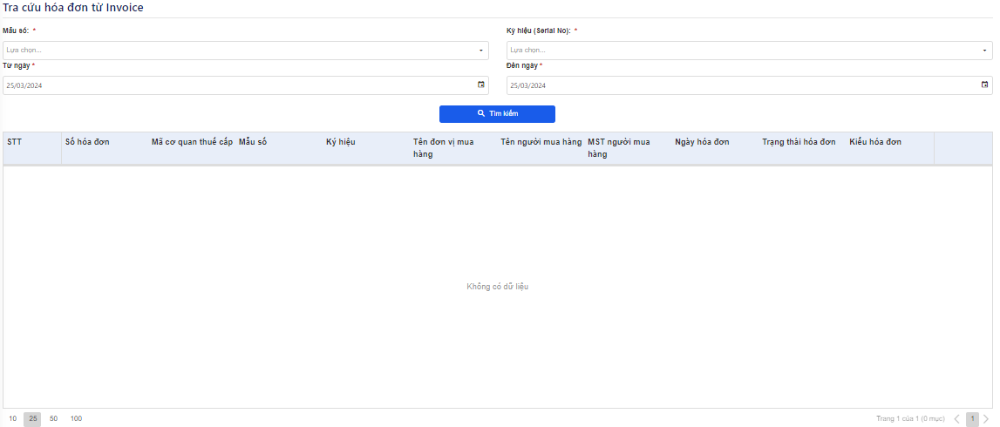 Tra cứu hóa đơn từ Invoice
Mẫu số: *
Ký hiệu (Serial No): *
Lựa chọn...
Lựa chọn...
Từ ngày *
Đến ngày *
25/03/2024
25/03/2024
Tìm kiếm
STT
Số hóa đơn
Mã cơ quan thuế cấp
Mẫu số
Ký hiệu
Tên đơn vị mua
hàng
Tên người mua hàng
MST người mua
hàng
Ngày hóa đơn
Trạng thái hóa đơn
Kiểu hóa đơn
Không có dữ liệu
10 25 50 100
Trang 1 của 1 (0 mục) 1